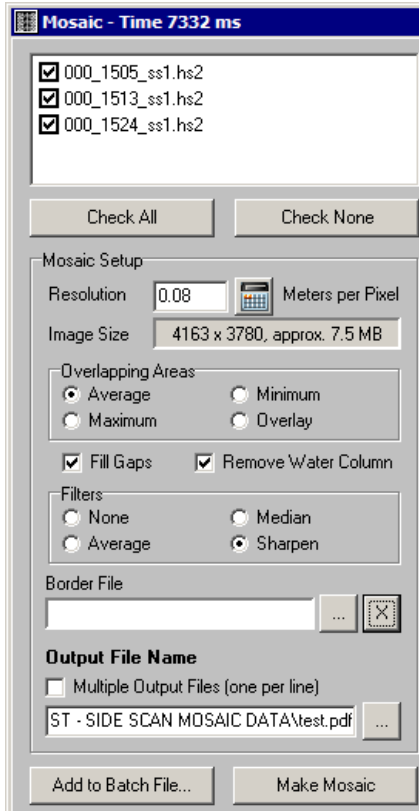 Mosaic - Time 7332 ms
000_1505_ss1.hs2
000_1513_ss1.hs2
000_1524_ss1.hs2
Check All Check None
Mosaic Setup
Resolution 0.08 Meters per Pixel
Image Size 4163 x 3780, approx. 7.5 MB
Overlapping Areas
Average Minimum
Maximum Overlay
Fill Gaps Remove Water Column
Filters
None Median
Average Sharpen
Border File
... X
Output File Name
Multiple Output Files (one per line)
ST - SIDE SCAN MOSAIC DATA\test.pdf ...
Add to Batch File... Make Mosaic